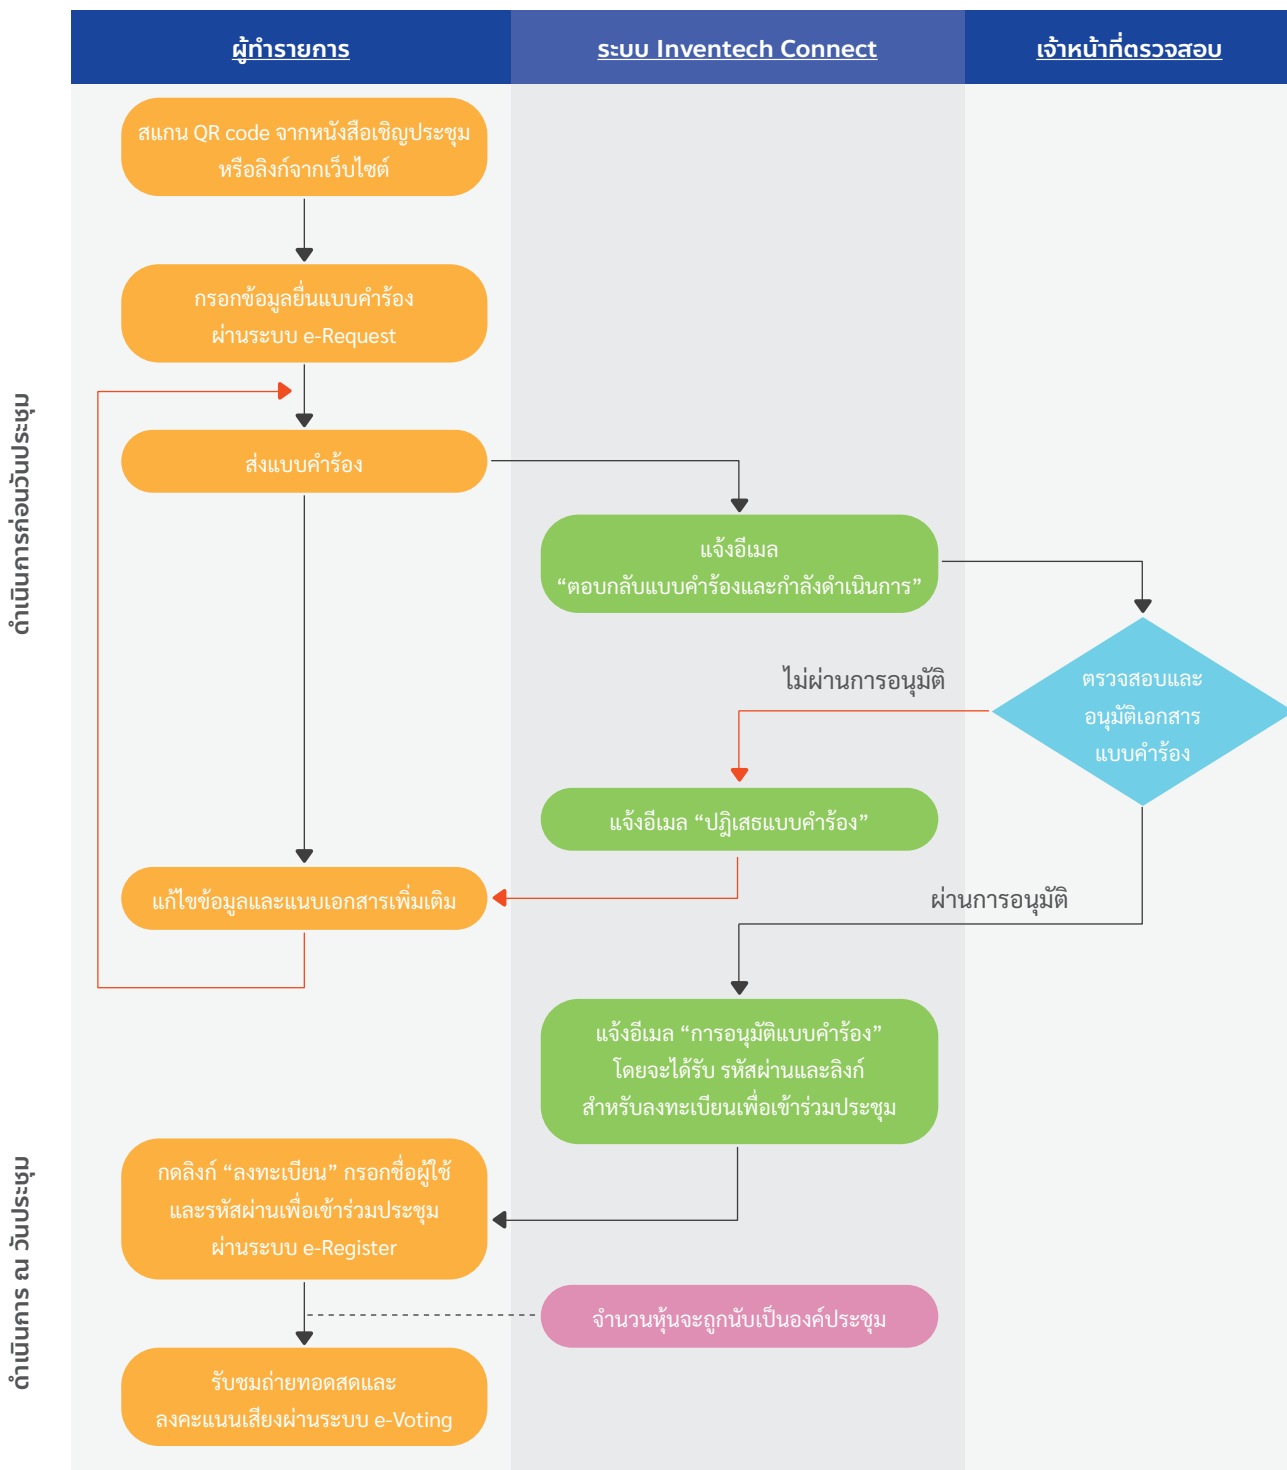 ผู้ทำรายการ
ระบบ Inventech Connect
เจ้าหน้าที่ตรวจสอบ
ดำเนินการก่อนวันประชุม
สแกน QR code จากหนังสือเชิญประชุม
หรือลิงก์จากเว็บไซต์
กรอกข้อมูลยื่นแบบคำร้อง
ผ่านระบบ e-Request
ส่งแบบคำร้อง
แจ้งอีเมล
“ตอบกลับแบบคำร้องและกำลังดำเนินการ”
ตรวจสอบและ
อนุมัติเอกสาร
แบบคำร้อง
ไม่ผ่านการอนุมัติ
แจ้งอีเมล “ปฎิเสธแบบคำร้อง”
แก้ไขข้อมูลและแนบเอกสารเพิ่มเติม
ผ่านการอนุมัติ
แจ้งอีเมล “การอนุมัติแบบคำร้อง”
โดยจะได้รับ รหัสผ่านและลิงก์
สำหรับลงทะเบียนเพื่อเข้าร่วมประชุม
ดำเนินการ ณ วันประชุม
กดลิงก์ “ลงทะเบียน” กรอกชื่อผู้ใช้
และรหัสผ่านเพื่อเข้าร่วมประชุม
ผ่านระบบ e-Register
จำนวนหุ้นจะถูกนับเป็นองค์ประชุม
รับชมถ่ายทอดสดและ
ลงคะแนนเสียงผ่านระบบ e-Voting